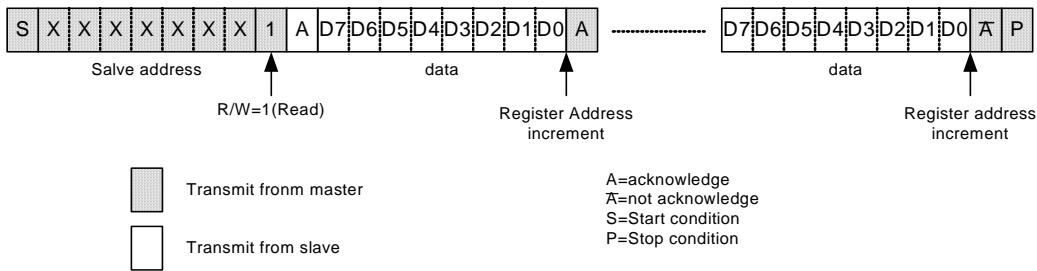 S X X X X X X X 1 A D7 D6 D5 D4 D3 D2 D1 D0 A D7 D6 D5 D4 D3 D2 D1 D0 A̅ P
Salve address
data
data
R/W=1(Read)
Register Address
increment
Register address
increment
Transmit fronm master
Transmit from slave
A=acknowledge
A̅=not acknowledge
S=Start condition
P=Stop condition